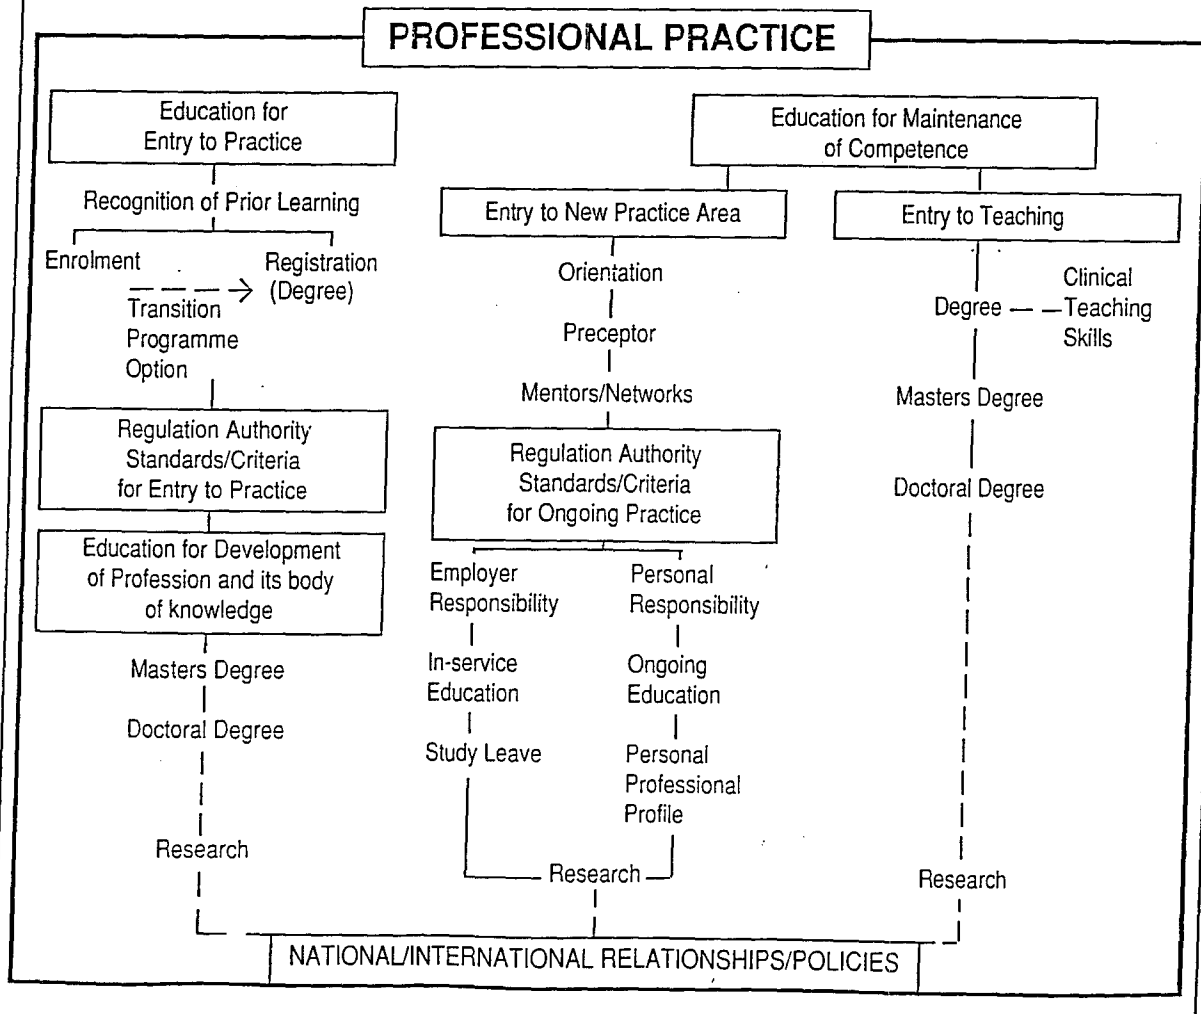 PROFESSIONAL PRACTICE
Education for
Entry to Practice
Recognition of Prior Learning
Enrolment
Registration
(Degree)
Transition
Programme
Option
Regulation Authority
Standards/Criteria
for Entry to Practice
Education for Development
of Profession and its body
of knowledge
Masters Degree
Doctoral Degree
Research
Education for Maintenance
of Competence
Entry to New Practice Area
Orientation
Preceptor
Mentors/Networks
Regulation Authority
Standards/Criteria
for Ongoing Practice
Employer
Responsibility
In-service
Education
Study Leave
Personal
Responsibility
Ongoing
Education
Personal
Professional
Profile
Research
Entry to Teaching
Degree
Clinical
Teaching
Skills
Masters Degree
Doctoral Degree
Research
NATIONAL/INTERNATIONAL RELATIONSHIPS/POLICIES